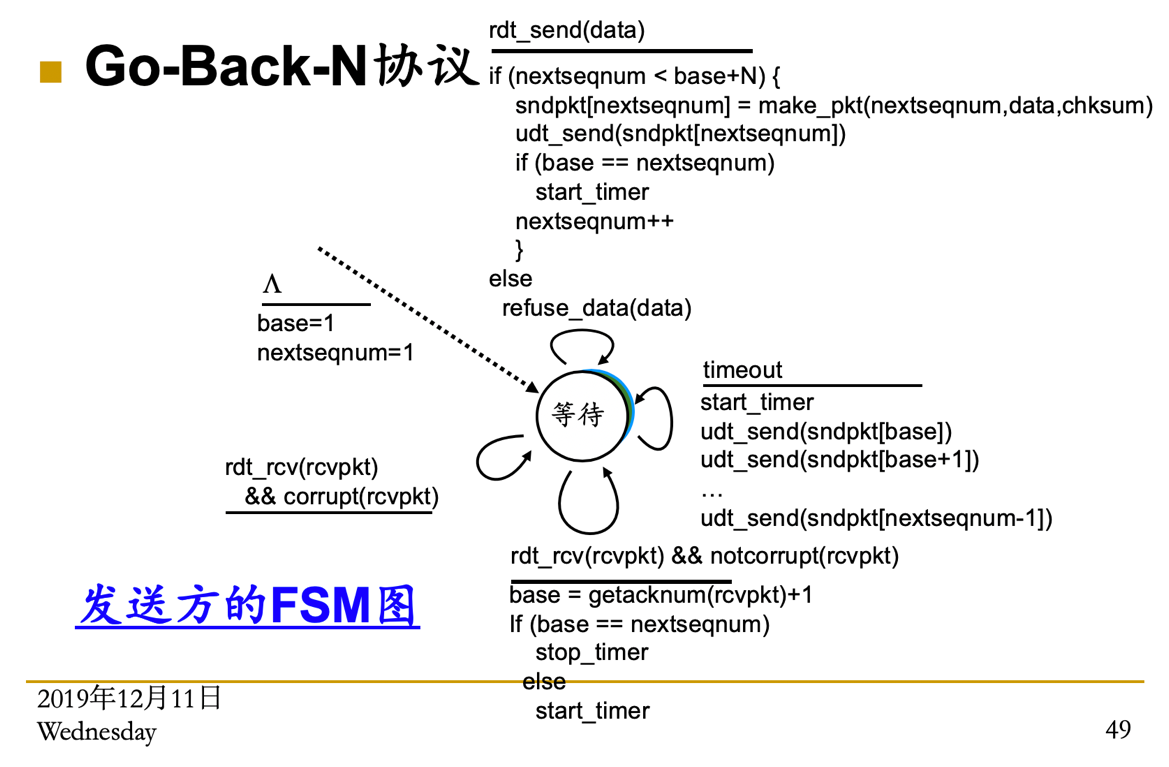 Go-Back-N协议
rdt_send(data)
if (nextseqnum < base+N) {
sndpkt[nextseqnum] = make_pkt(nextseqnum,data,chksum)
udt_send(sndpkt[nextseqnum])
if (base == nextseqnum)
start_timer
nextseqnum++
}
else
refuse_data(data)
Λ
base=1
nextseqnum=1
等待
timeout
start_timer
udt_send(sndpkt[base])
udt_send(sndpkt[base+1])
…
udt_send(sndpkt[nextseqnum-1])
rdt_rcv(rcvpkt)
&& corrupt(rcvpkt)
rdt_rcv(rcvpkt) && notcorrupt(rcvpkt)
base = getacknum(rcvpkt)+1
If (base == nextseqnum)
stop_timer
else
start_timer
发送方的FSM图
2019年12月11日
Wednesday
49